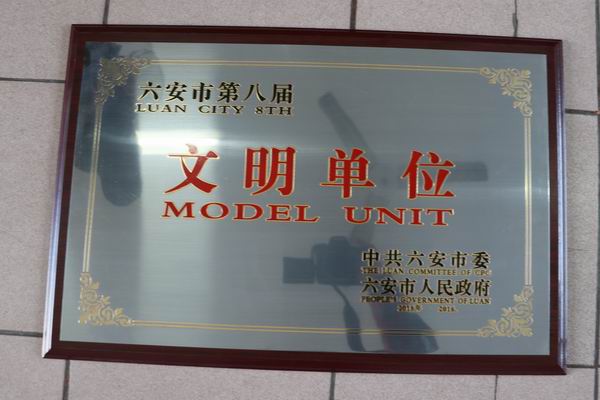 六安市第八届
LUAN CITY 8TH
文明单位
MODEL UNIT
中共六安市委
THE LUAN COMMITTEE OF CPC
六安市人民政府
PEOPLE'S GOVERNMENT OF LUAN